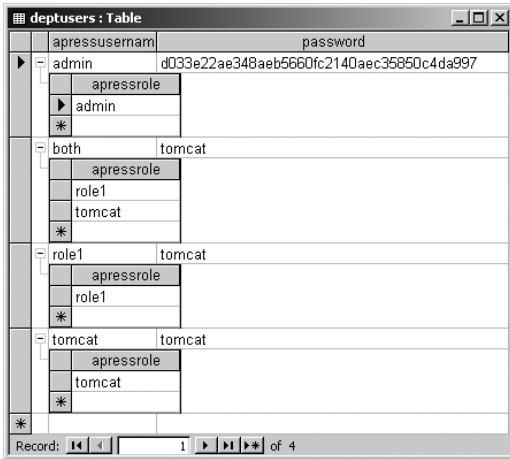 deptusers : Table
apressusernam password
admin d033e22ae348aeb5660fc2140aec35850c4da997
apressrole
admin
both tomcat
apressrole
role1
tomcat
role1 tomcat
apressrole
role1
tomcat tomcat
apressrole
tomcat
Record: 1 of 4